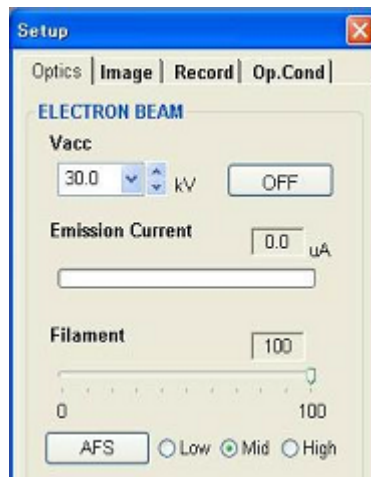 Setup
Optics Image Record Op.Cond
ELECTRON BEAM
Vacc
30.0 kV OFF
Emission Current 0.0 uA
Filament 100
0 100
AFS Low Mid High